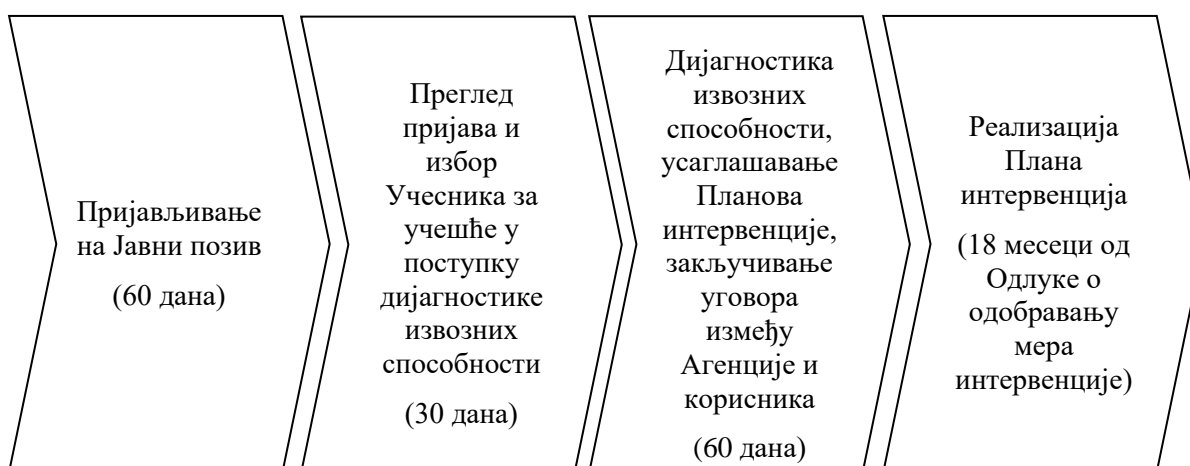 Пријављивање
на Јавни позив
(60 дана)
Преглед
пријава и
избор
Учесника за
учешће у
поступку
дијагностике
извозних
способности
(30 дана)
Дијагностика
извозних
способности,
усаглашавање
Планова
интервенције,
закључивање
уговора
између
Агенције и
корисника
(60 дана)
Реализација
Плана
интервенција
(18 месеци од
Одлуке о
одобравању
мера
интервенције)